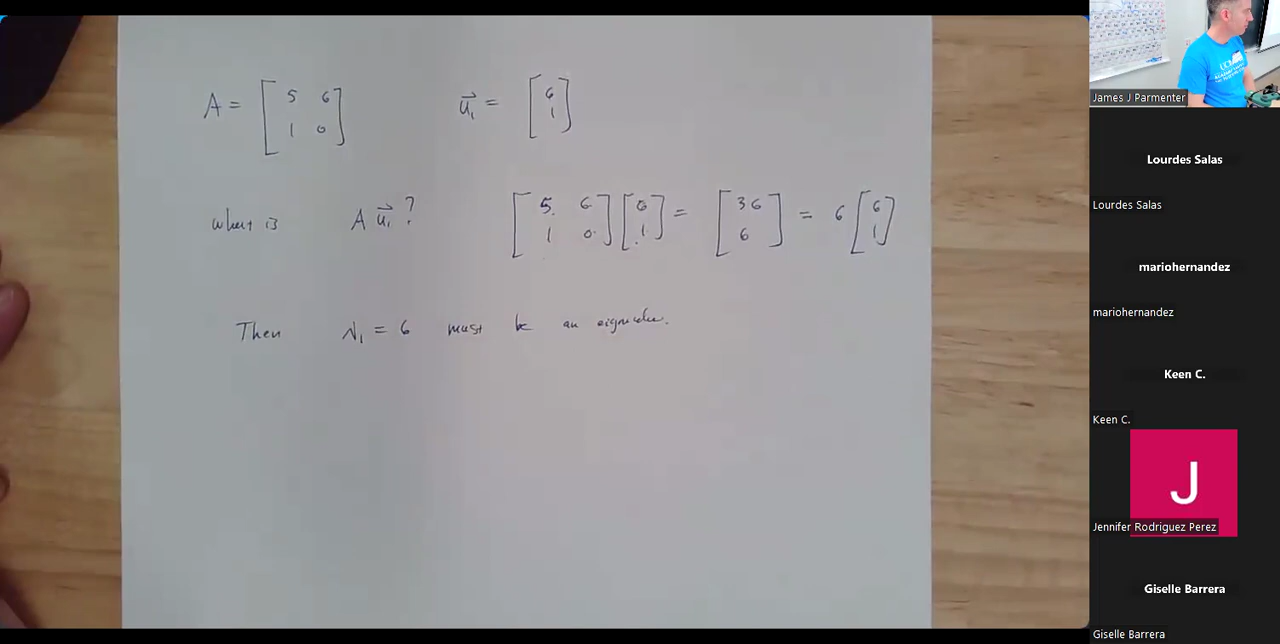 A = [ 5 6 ; 1 0 ] u⃗₁ = [ 6 ; 1 ]
what is A u⃗₁ ? [ 5 6 ; 1 0 ] [ 6 ; 1 ] = [ 36 ; 6 ] = 6 [ 6 ; 1 ]
Then λ₁ = 6 must be an eigenvalue.
James J Parmenter
Lourdes Salas
Lourdes Salas
mariohernandez
mariohernandez
Keen C.
Keen C.
J
Jennifer Rodriguez Perez
Giselle Barrera
Giselle Barrera